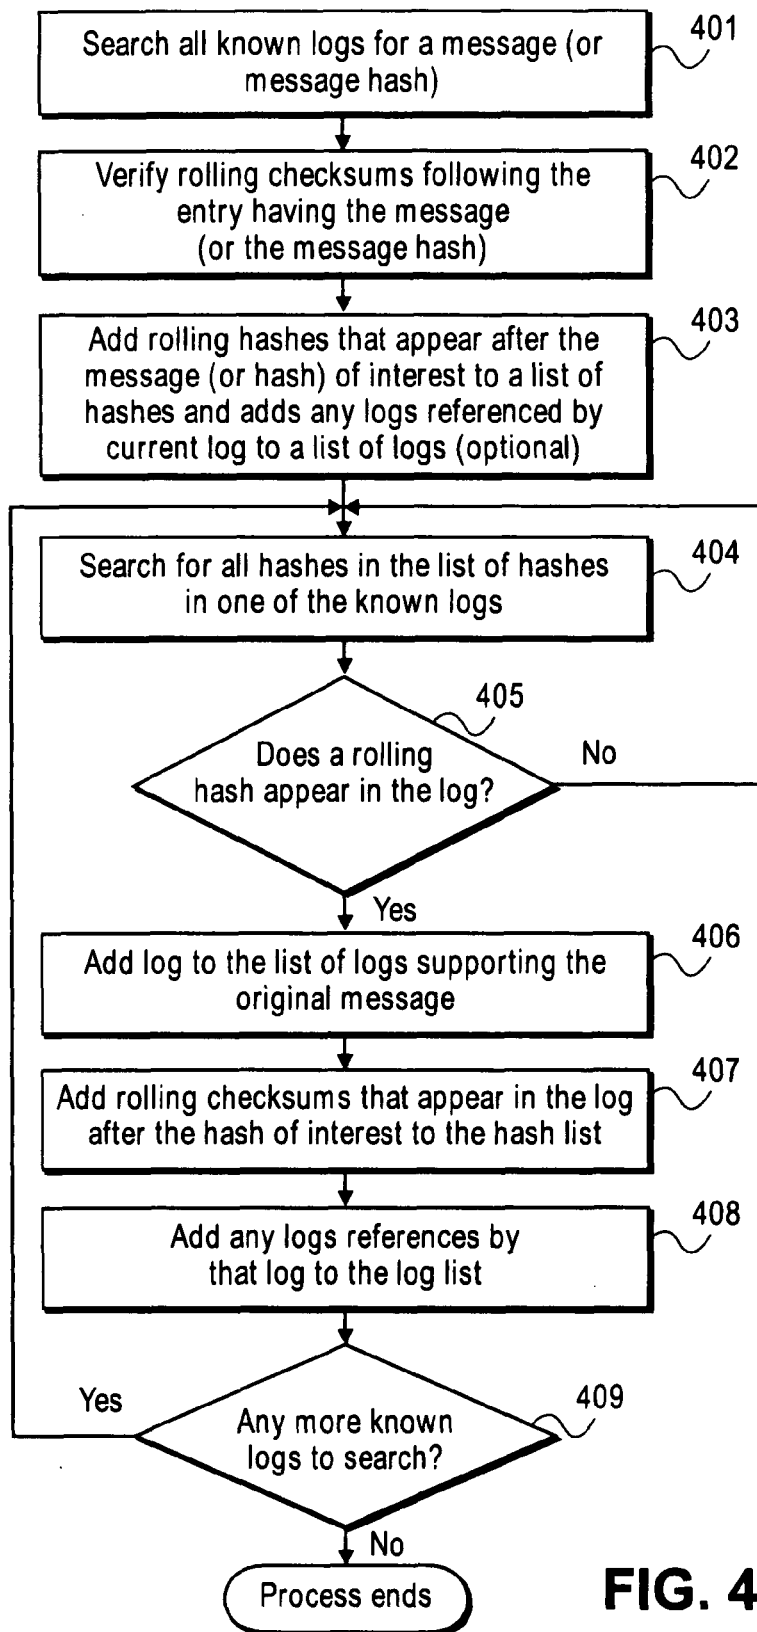 Search all known logs for a message (or
message hash)
401
Verify rolling checksums following the
entry having the message
(or the message hash)
402
Add rolling hashes that appear after the
message (or hash) of interest to a list of
hashes and adds any logs referenced by
current log to a list of logs (optional)
403
Search for all hashes in the list of hashes
in one of the known logs
404
405
Does a rolling
hash appear in the log?
No
Yes
Add log to the list of logs supporting the
original message
406
Add rolling checksums that appear in the log
after the hash of interest to the hash list
407
Add any logs references by
that log to the log list
408
Yes
Any more known
logs to search?
409
No
Process ends
FIG. 4